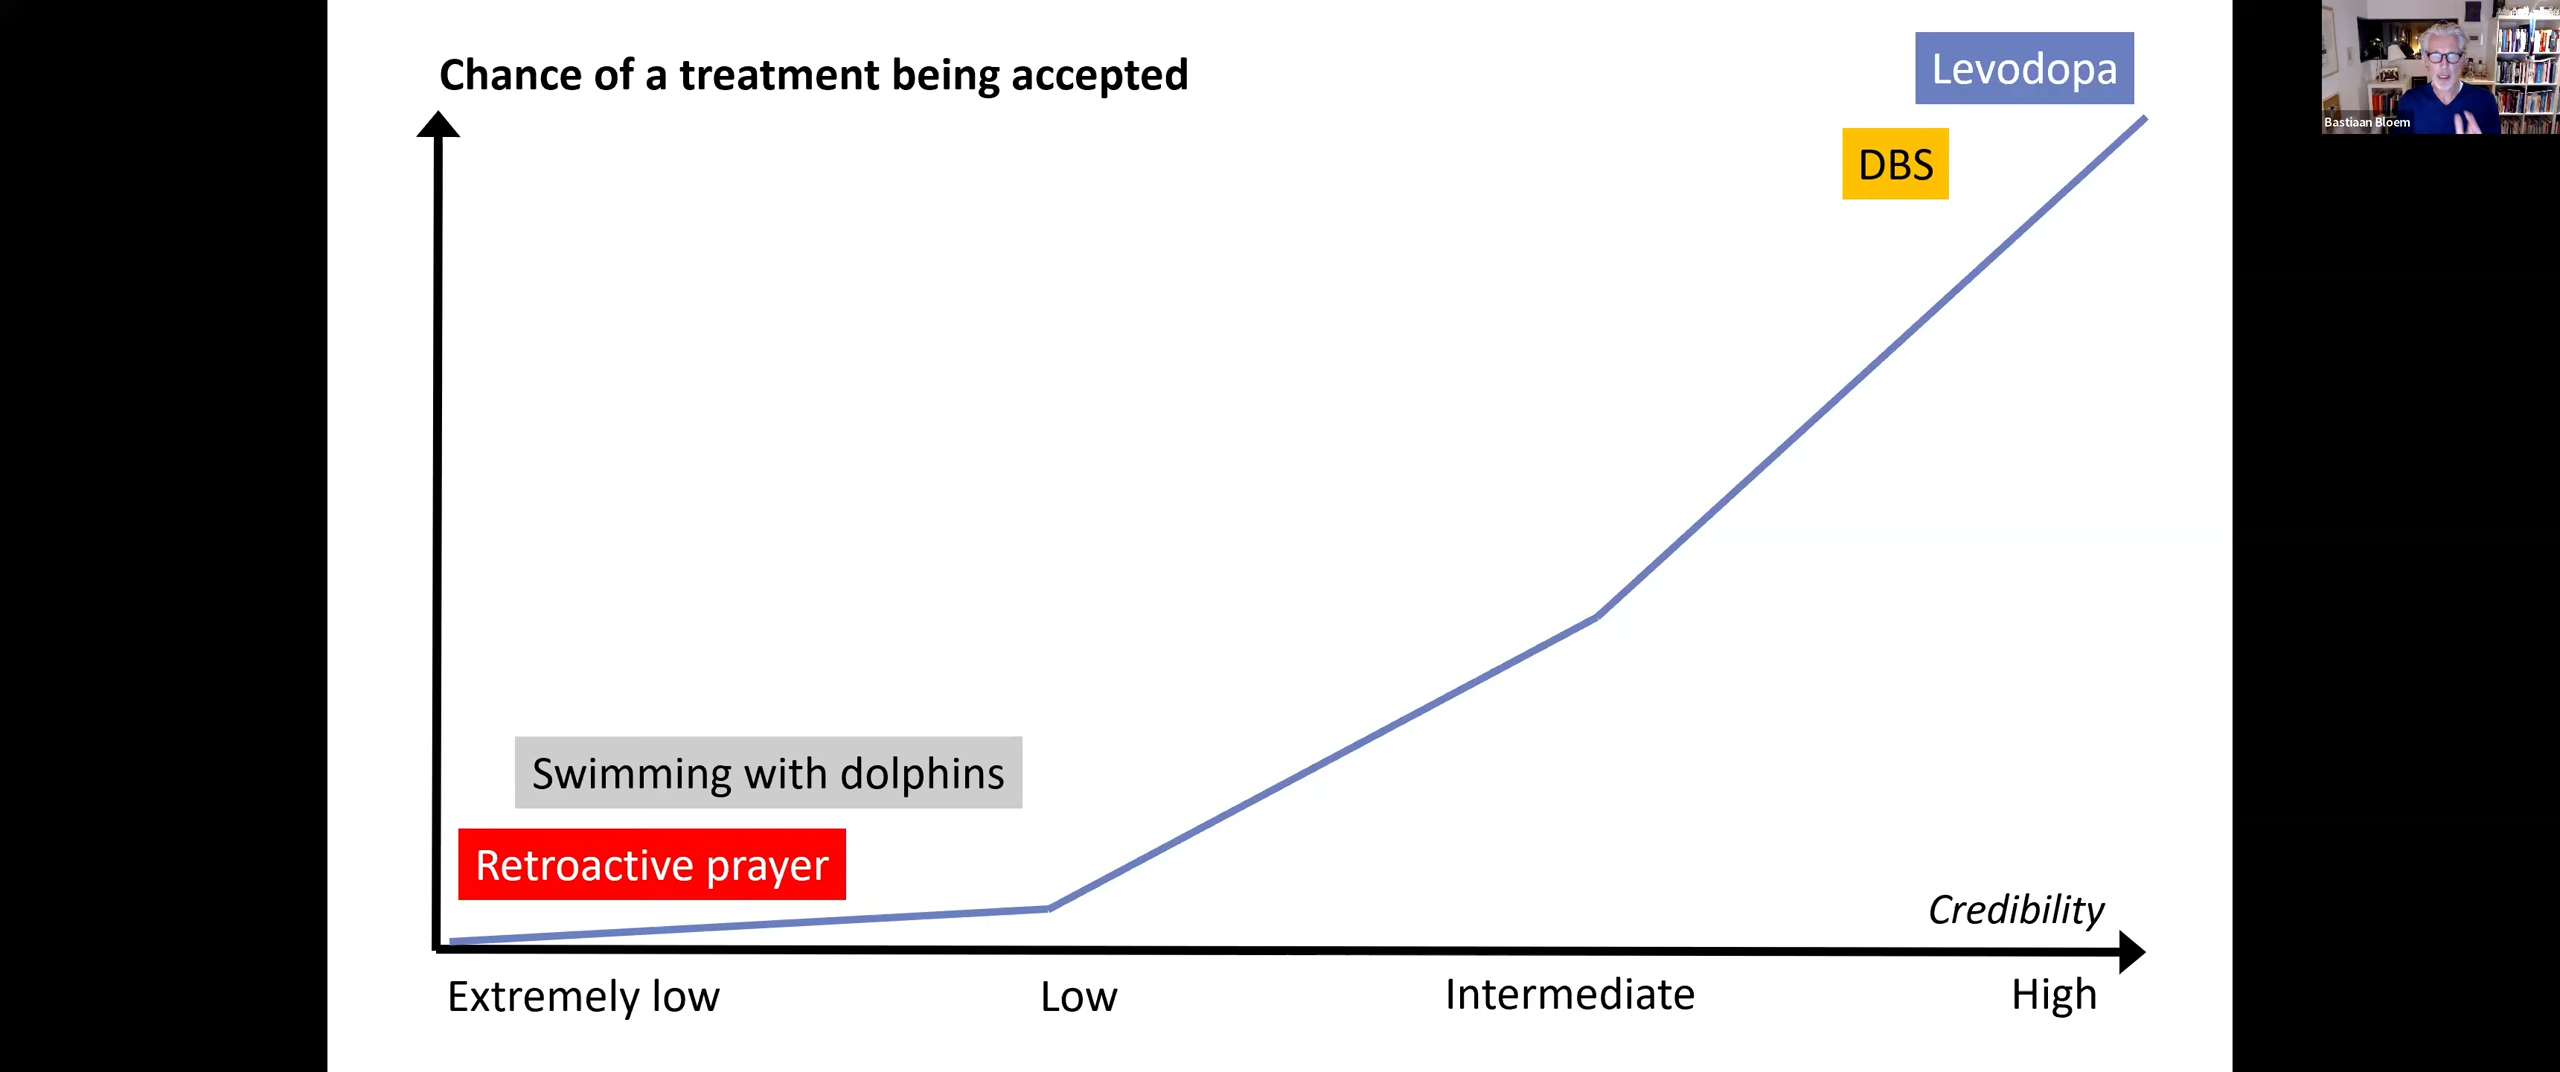 Chance of a treatment being accepted
Levodopa
Bastiaan Bloem
DBS
Swimming with dolphins
Retroactive prayer
Credibility
Extremely low
Low
Intermediate
High